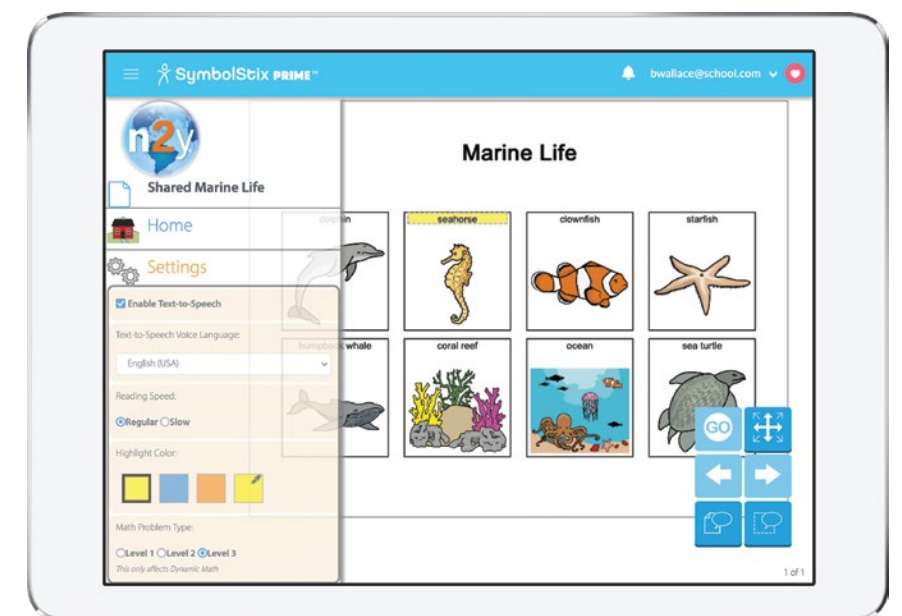 SymbolStix PRIME™
bwallace@school.com
n2y
Shared Marine Life
Home
Settings
Enable Text-to-Speech
Text-to-Speech Voice Language:
English (USA)
Reading Speed:
Regular Slow
Highlight Color:
Math Problem Type:
Level 1 Level 2 Level 3
This only affects Dynamic Math
Marine Life
dolphin seahorse clownfish starfish
humpback whale coral reef ocean sea turtle
GO
1 of 1